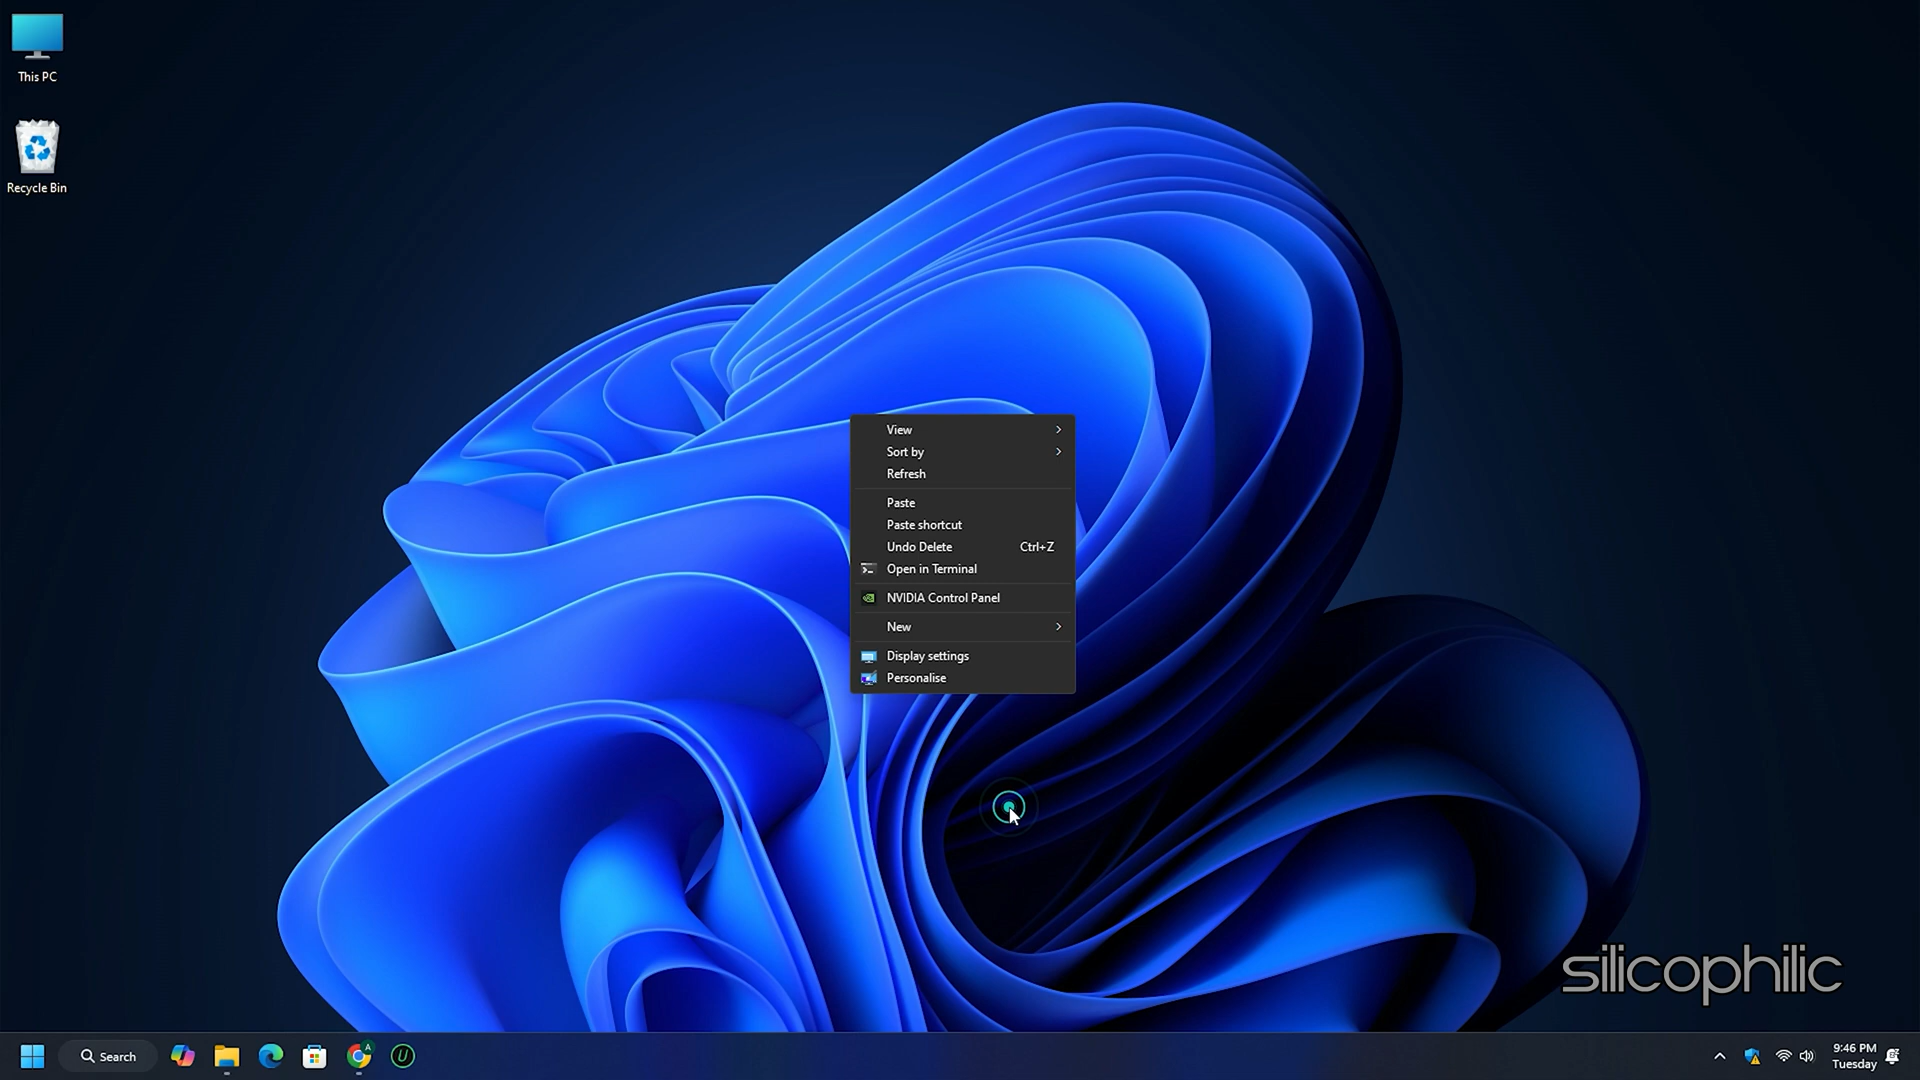 This PC
Recycle Bin
View
Sort by
Refresh
Paste
Paste shortcut
Undo Delete Ctrl+Z
Open in Terminal
NVIDIA Control Panel
New
Display settings
Personalise
silicophilic
Search
A
U
9:46 PM
Tuesday